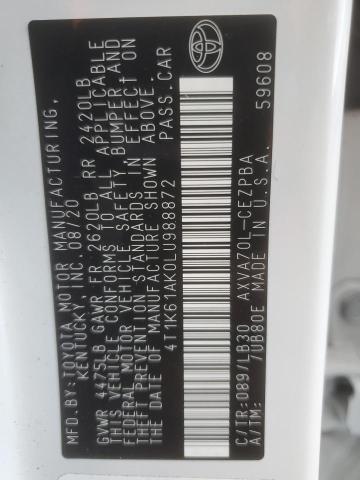 MFD.BY:TOYOTA MOTOR MANUFACTURING,
KENTUCKY, INC.08/20
GVWR 4475LB GAWR FR 2620LB RR 2420LB
THIS VEHICLE CONFORMS TO ALL APPLICABLE
FEDERAL MOTOR VEHICLE SAFETY, BUMPER, AND
THEFT PREVENTION STANDARDS IN EFFECT ON
THE DATE OF MANUFACTURE SHOWN ABOVE.
4T1K61AK0LU988872 PASS.CAR
C/TR:089/LB30 AXVA70L-CEZPBA
A/TM: /UB80E MADE IN U.S.A. 59608